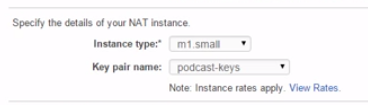 Specify the details of your NAT instance.
Instance type:* m1.small
Key pair name: podcast-keys
Note: Instance rates apply. View Rates.